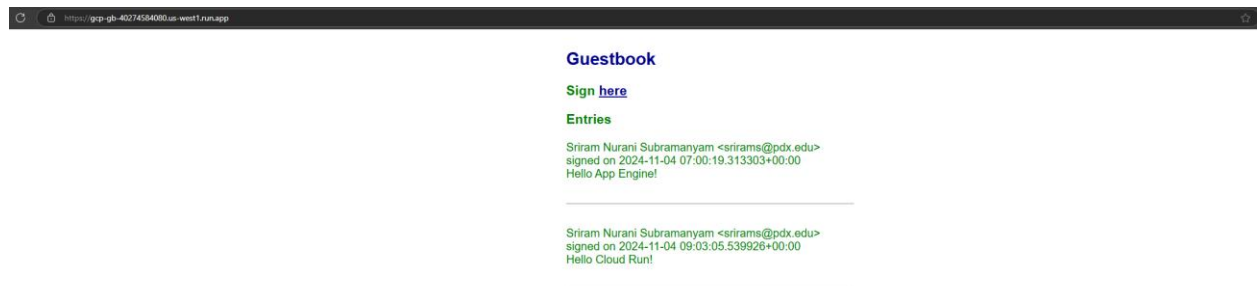 https://gcp-gb-40274584080.us-west1.run.app
Guestbook
Sign here
Entries
Sriram Nurani Subramanyam <srirams@pdx.edu>
signed on 2024-11-04 07:00:19.313303+00:00
Hello App Engine!
Sriram Nurani Subramanyam <srirams@pdx.edu>
signed on 2024-11-04 09:03:05.539926+00:00
Hello Cloud Run!